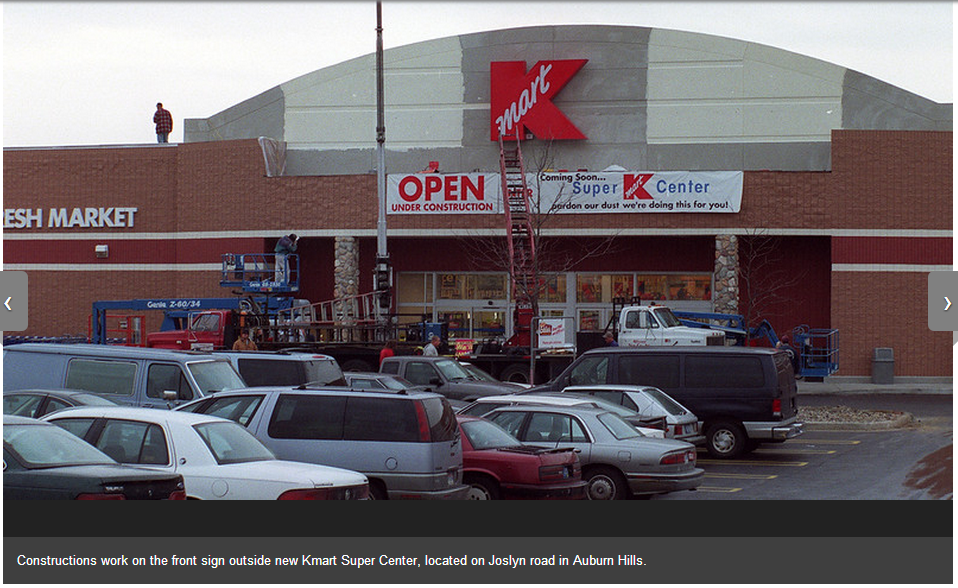 mart
OPEN
UNDER CONSTRUCTION
Coming Soon...
Super K Center
pardon our dust we're doing this for you!
ESH MARKET
Genie
Genie Z-60/34
Constructions work on the front sign outside new Kmart Super Center, located on Joslyn road in Auburn Hills.